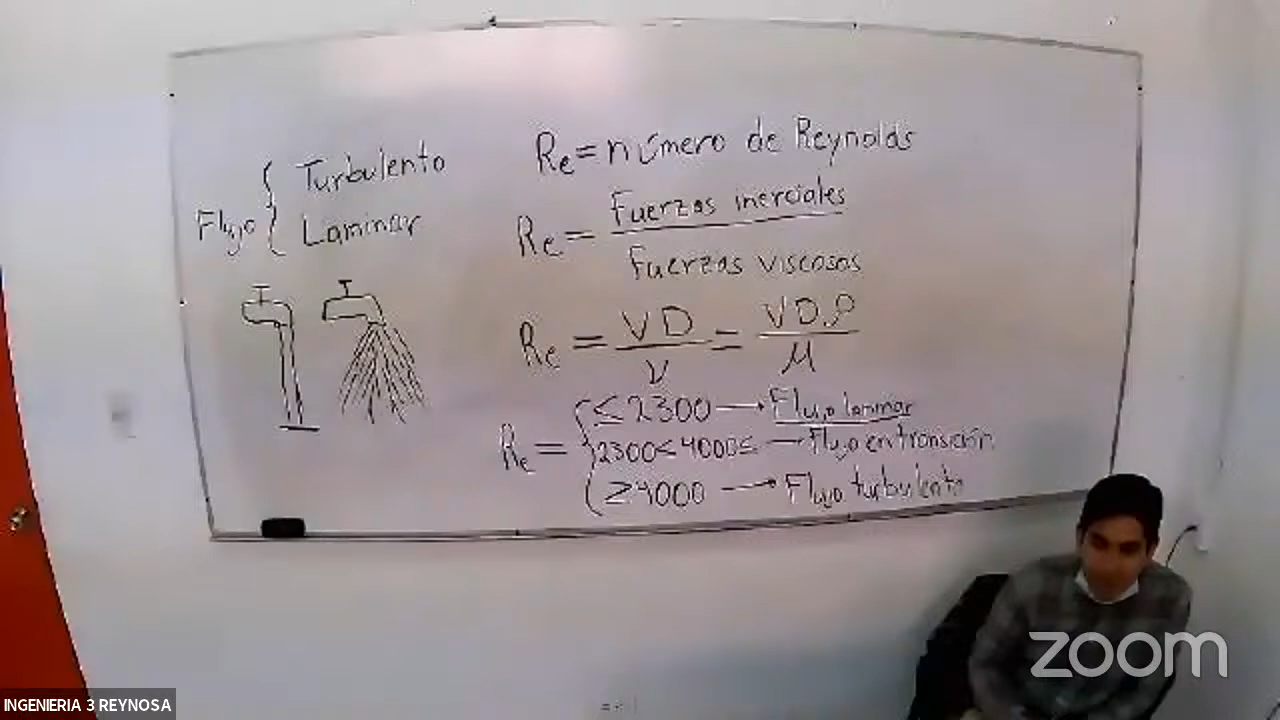 Flujo { Turbulento
Laminar
Re = número de Reynolds
Re = Fuerzas inerciales
Fuerzas viscosas
Re = VD / ν = VDρ / μ
Re = { ≤2300 → Flujo laminar
2300<4000≤ → Flujo en transición
≥4000 → Flujo turbulento
zoom
INGENIERIA 3 REYNOSA